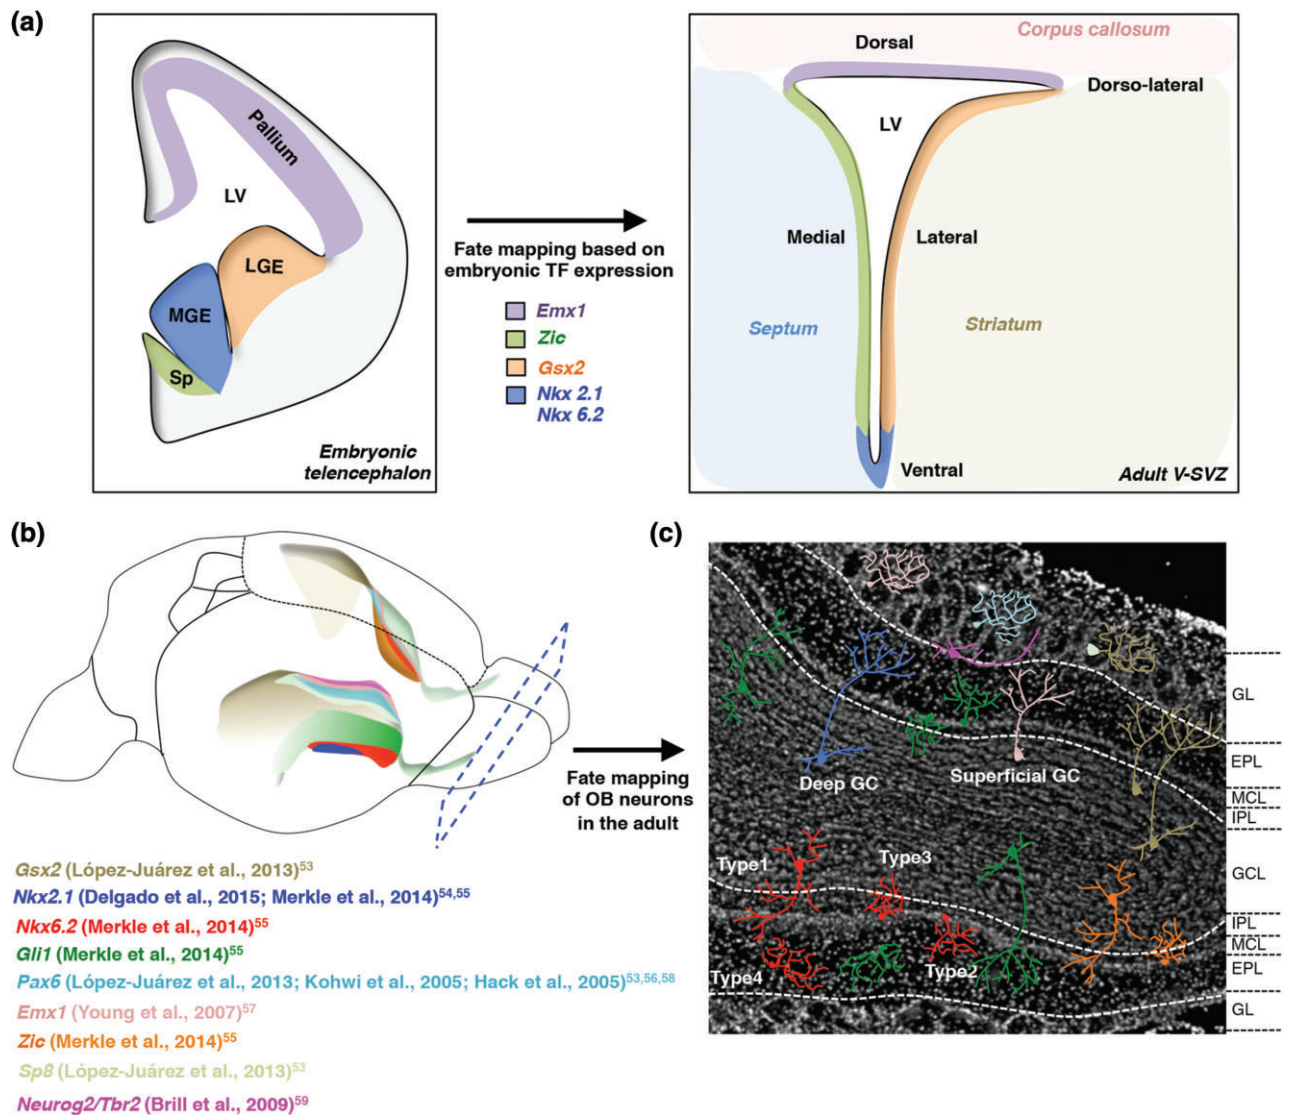 (a)
Pallium
LV
LGE
MGE
Sp
Embryonic
telencephalon
Fate mapping based on
embryonic TF expression
Emx1
Zic
Gsx2
Nkx 2.1
Nkx 6.2
Corpus callosum
Dorsal
Dorso-lateral
LV
Medial
Lateral
Septum
Striatum
Ventral
Adult V-SVZ
(b)
Fate mapping
of OB neurons
in the adult
Gsx2 (López-Juárez et al., 2013)53
Nkx2.1 (Delgado et al., 2015; Merkle et al., 2014)54,55
Nkx6.2 (Merkle et al., 2014)55
Gli1 (Merkle et al., 2014)55
Pax6 (López-Juárez et al., 2013; Kohwi et al., 2005; Hack et al., 2005)53,56,58
Emx1 (Young et al., 2007)57
Zic (Merkle et al., 2014)55
Sp8 (López-Juárez et al., 2013)53
Neurog2/Tbr2 (Brill et al., 2009)59
(c)
Deep GC
Superficial GC
Type1
Type3
Type2
Type4
GL
EPL
MCL
IPL
GCL
IPL
MCL
EPL
GL